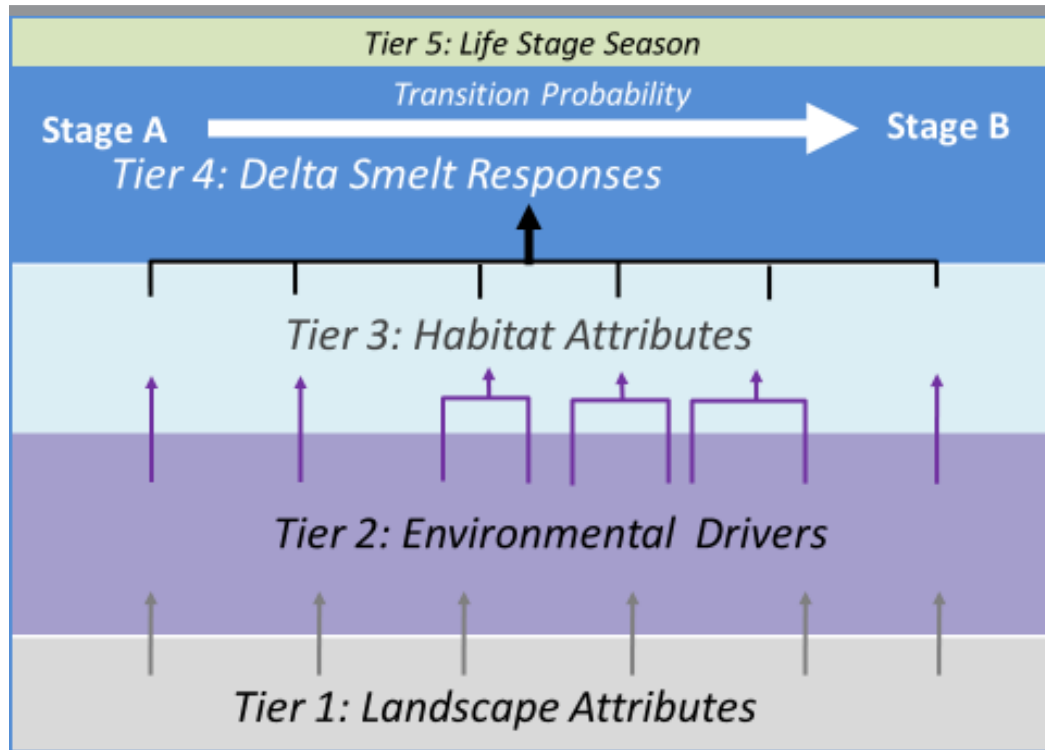 Tier 5: Life Stage Season
Transition Probability
Stage A
Stage B
Tier 4: Delta Smelt Responses
Tier 3: Habitat Attributes
Tier 2: Environmental Drivers
Tier 1: Landscape Attributes